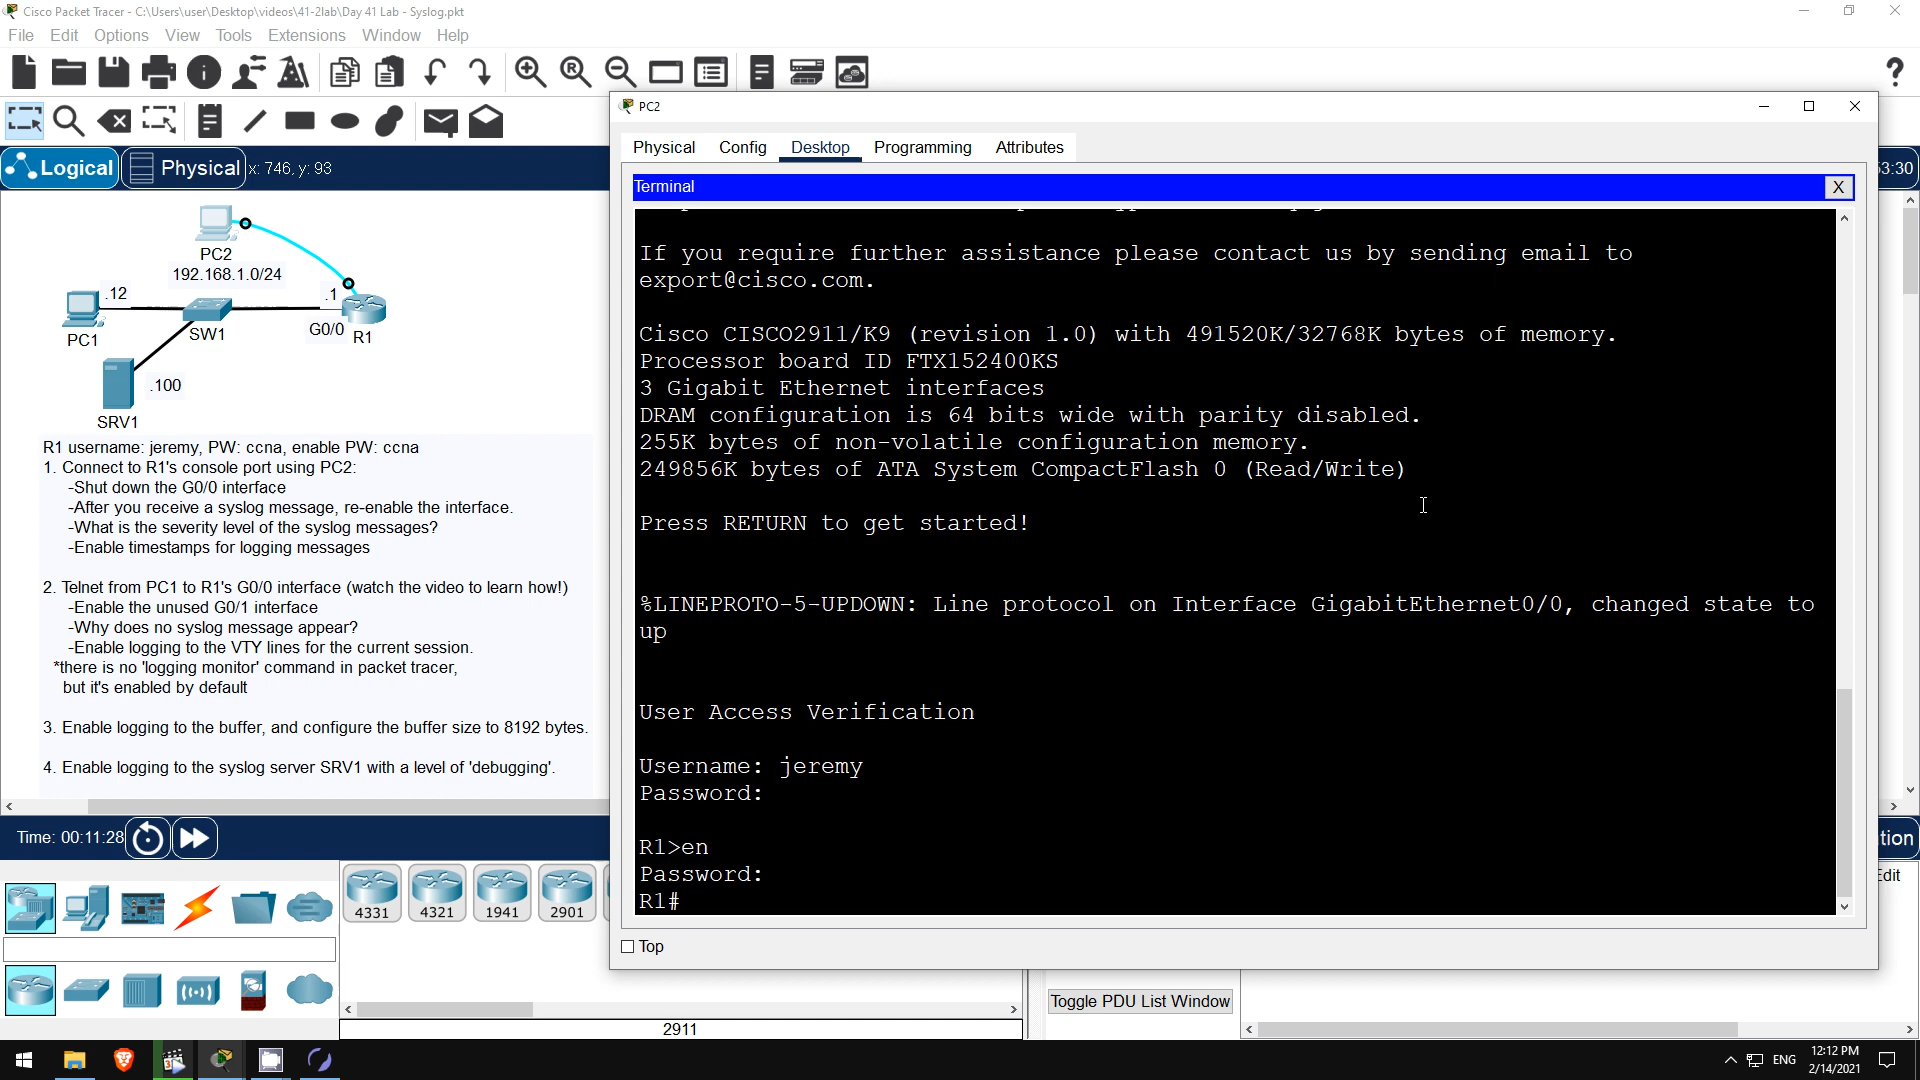 Cisco Packet Tracer - C:\Users\user\Desktop\videos\41-2lab\Day 41 Lab - Syslog.pkt
File Edit Options View Tools Extensions Window Help
Logical Physical x: 746, y: 93
53:30
PC2
192.168.1.0/24
.12
.1
PC1
SW1
G0/0
R1
.100
SRV1
R1 username: jeremy, PW: ccna, enable PW: ccna
1. Connect to R1's console port using PC2:
-Shut down the G0/0 interface
-After you receive a syslog message, re-enable the interface.
-What is the severity level of the syslog messages?
-Enable timestamps for logging messages
2. Telnet from PC1 to R1's G0/0 interface (watch the video to learn how!)
-Enable the unused G0/1 interface
-Why does no syslog message appear?
-Enable logging to the VTY lines for the current session.
*there is no 'logging monitor' command in packet tracer,
but it's enabled by default
3. Enable logging to the buffer, and configure the buffer size to 8192 bytes.
4. Enable logging to the syslog server SRV1 with a level of 'debugging'.
PC2
Physical Config Desktop Programming Attributes
Terminal
X
If you require further assistance please contact us by sending email to
export@cisco.com.
Cisco CISCO2911/K9 (revision 1.0) with 491520K/32768K bytes of memory.
Processor board ID FTX152400KS
3 Gigabit Ethernet interfaces
DRAM configuration is 64 bits wide with parity disabled.
255K bytes of non-volatile configuration memory.
249856K bytes of ATA System CompactFlash 0 (Read/Write)
Press RETURN to get started!
%LINEPROTO-5-UPDOWN: Line protocol on Interface GigabitEthernet0/0, changed state to
up
User Access Verification
Username: jeremy
Password:
R1>en
Password:
R1#
Top
Time: 00:11:28
tion
Edit
4331 4321 1941 2901
2911
Toggle PDU List Window
ENG
12:12 PM
2/14/2021